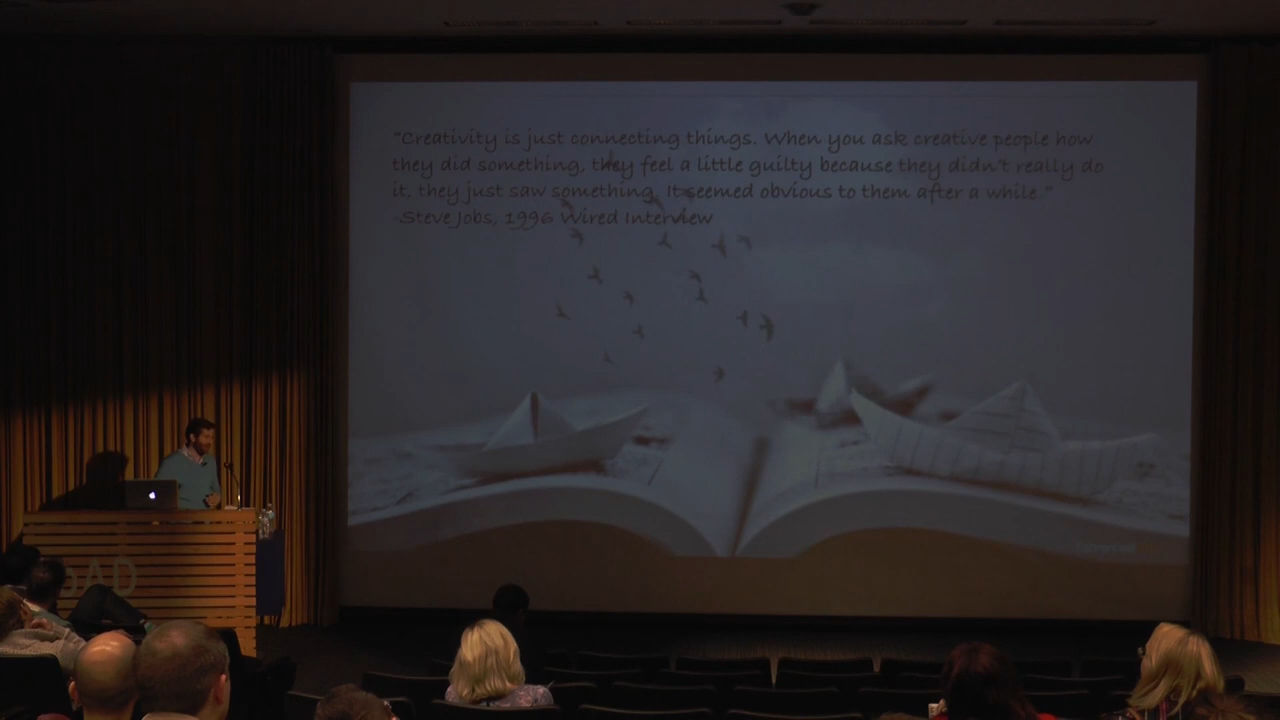 "Creativity is just connecting things. When you ask creative people how
they did something, they feel a little guilty because they didn't really do
it, they just saw something. It seemed obvious to them after a while."
-Steve Jobs, 1996 Wired Interview